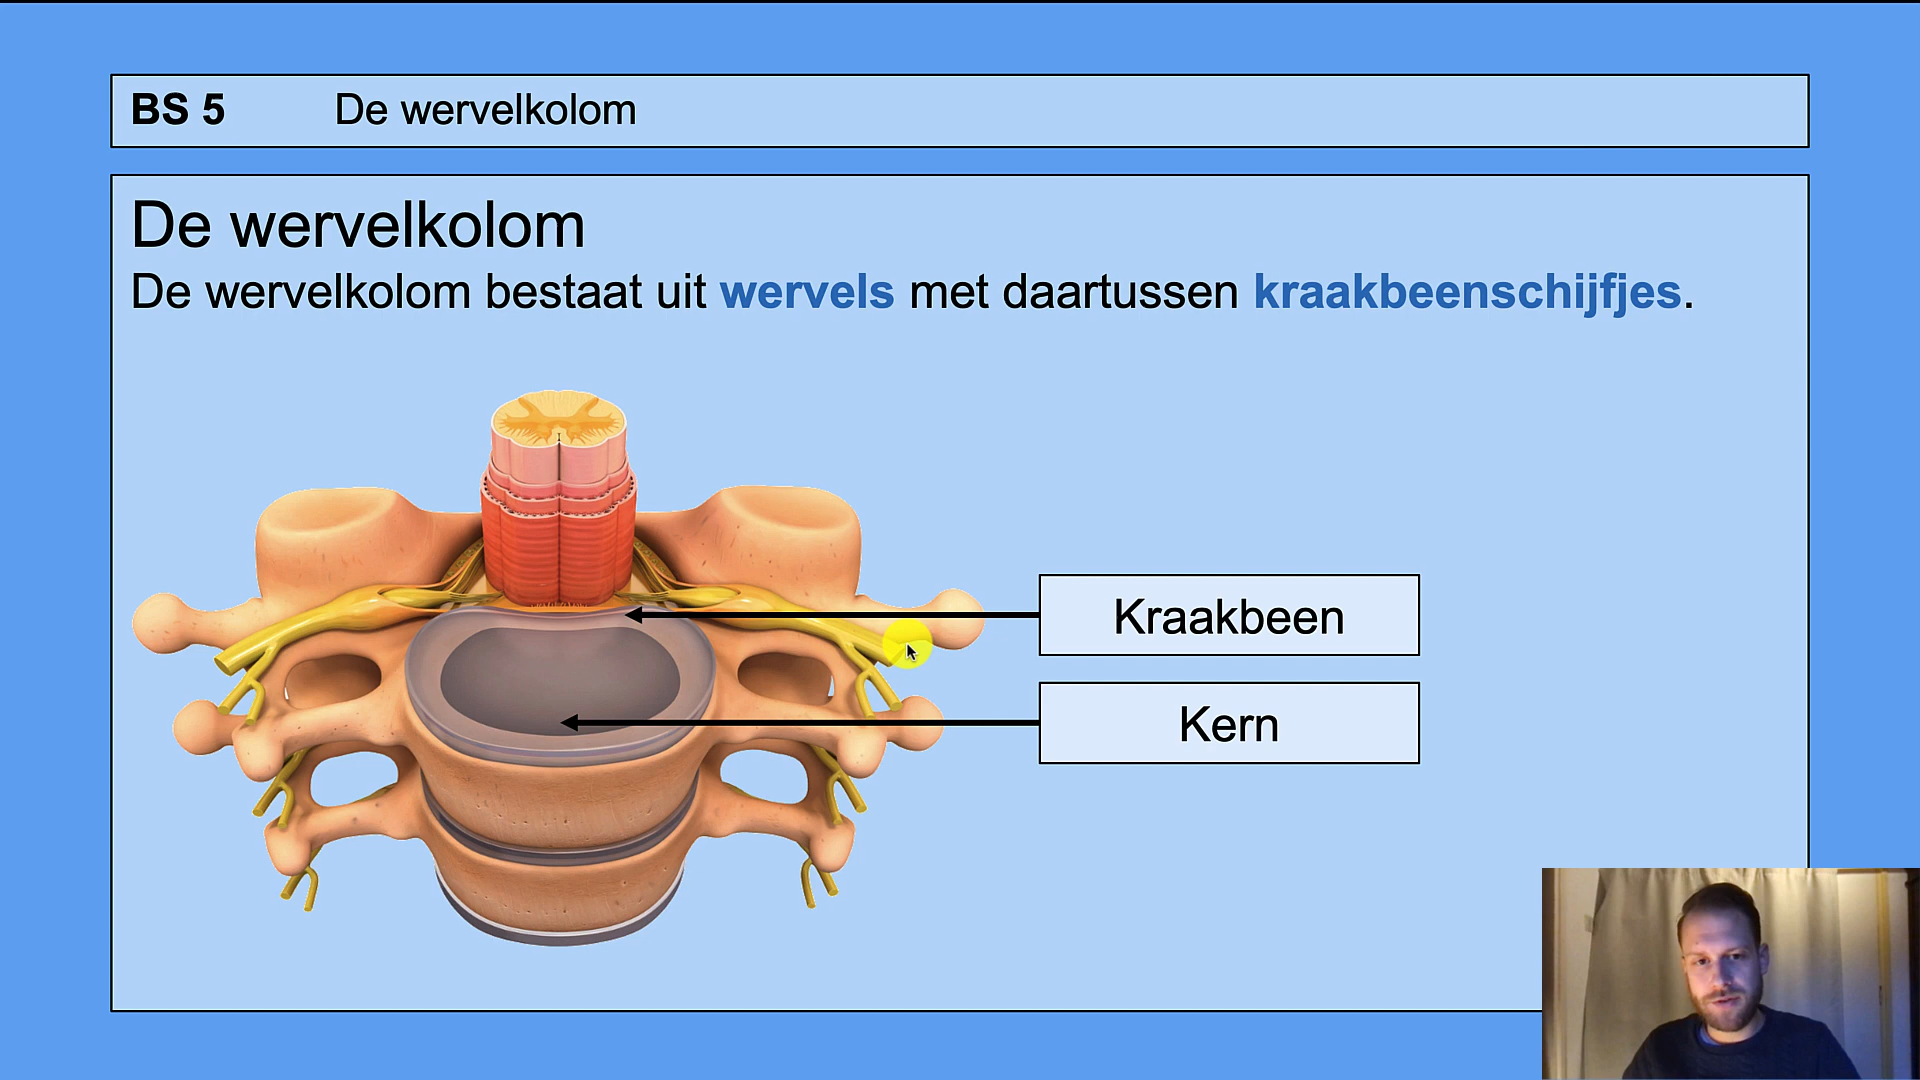 BS 5 De wervelkolom
De wervelkolom
De wervelkolom bestaat uit wervels met daartussen kraakbeenschijfjes.
Kraakbeen
Kern